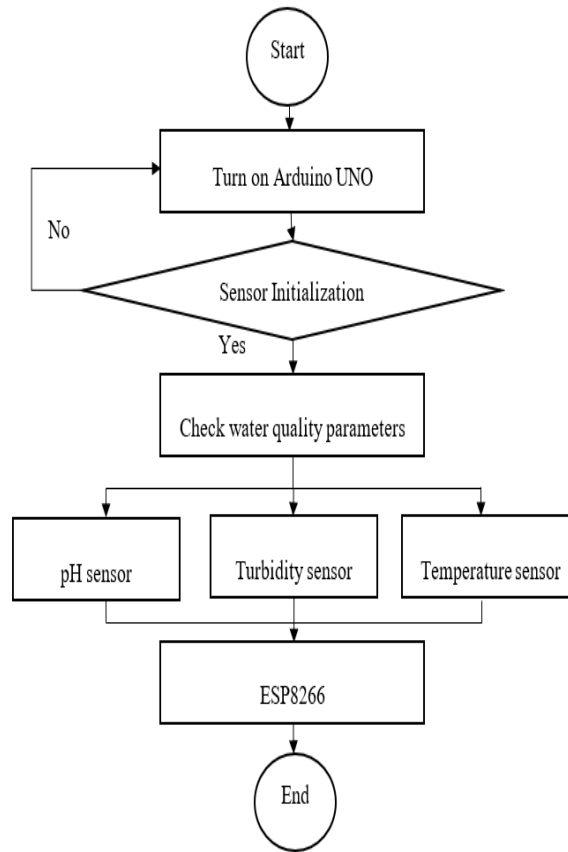 Start
Turn on Arduino UNO
No
Sensor Initialization
Yes
Check water quality parameters
pH sensor
Turbidity sensor
Temperature sensor
ESP8266
End